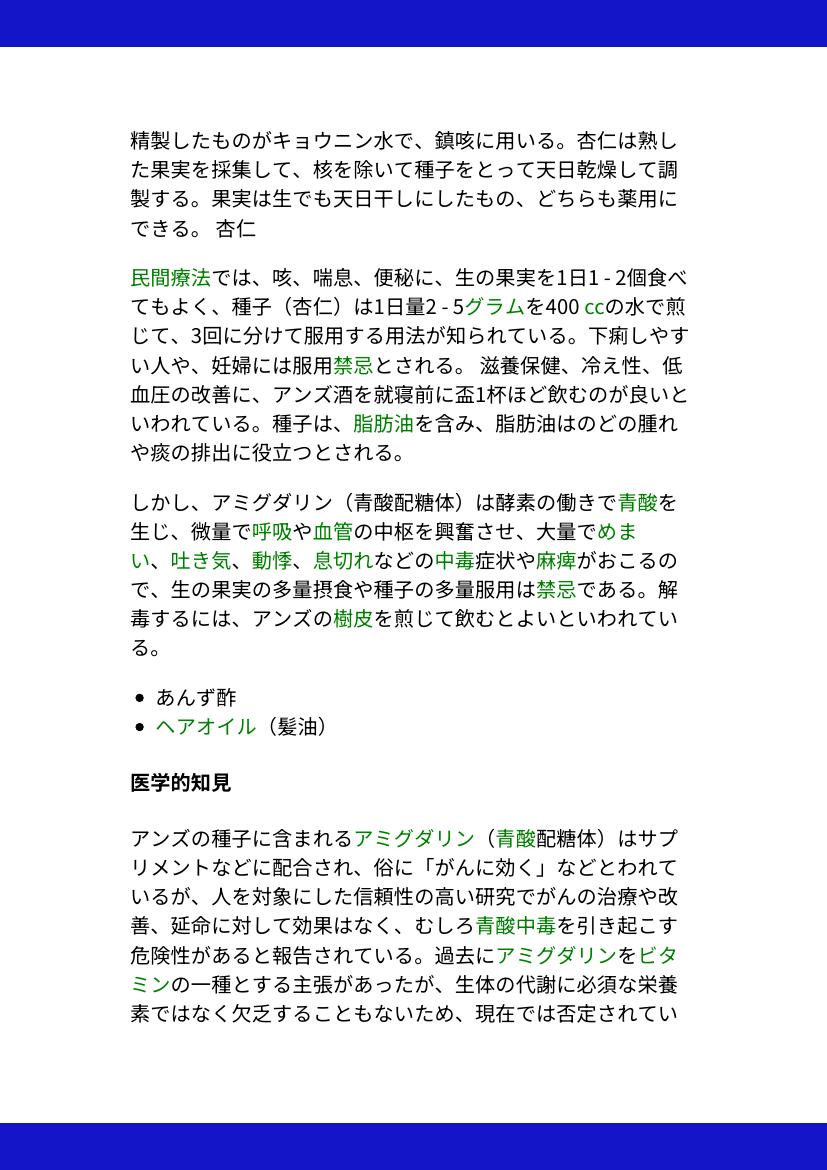 精製したものがキョウニン水で、鎮咳に用いる。杏仁は熟し
た果実を採集して、核を除いて種子をとって天日乾燥して調
製する。果実は生でも天日干しにしたもの、どちらも薬用に
できる。 杏仁
民間療法では、咳、喘息、便秘に、生の果実を1日1 - 2個食べ
てもよく、種子（杏仁）は1日量2 - 5グラムを400 ccの水で煎
じて、3回に分けて服用する用法が知られている。下痢しやす
い人や、妊婦には服用禁忌とされる。 滋養保健、冷え性、低
血圧の改善に、アンズ酒を就寝前に盃1杯ほど飲むのが良いと
いわれている。種子は、脂肪油を含み、脂肪油はのどの腫れ
や痰の排出に役立つとされる。
しかし、アミグダリン（青酸配糖体）は酵素の働きで青酸を
生じ、微量で呼吸や血管の中枢を興奮させ、大量でめま
い、吐き気、動悸、息切れなどの中毒症状や麻痺がおこるの
で、生の果実の多量摂食や種子の多量服用は禁忌である。解
毒するには、アンズの樹皮を煎じて飲むとよいといわれてい
る。
• あんず酢
• ヘアオイル（髪油）
医学的知見
アンズの種子に含まれるアミグダリン（青酸配糖体）はサプ
リメントなどに配合され、俗に「がんに効く」などとわれて
いるが、人を対象にした信頼性の高い研究でがんの治療や改
善、延命に対して効果はなく、むしろ青酸中毒を引き起こす
危険性があると報告されている。過去にアミグダリンをビタ
ミンの一種とする主張があったが、生体の代謝に必須な栄養
素ではなく欠乏することもないため、現在では否定されてい